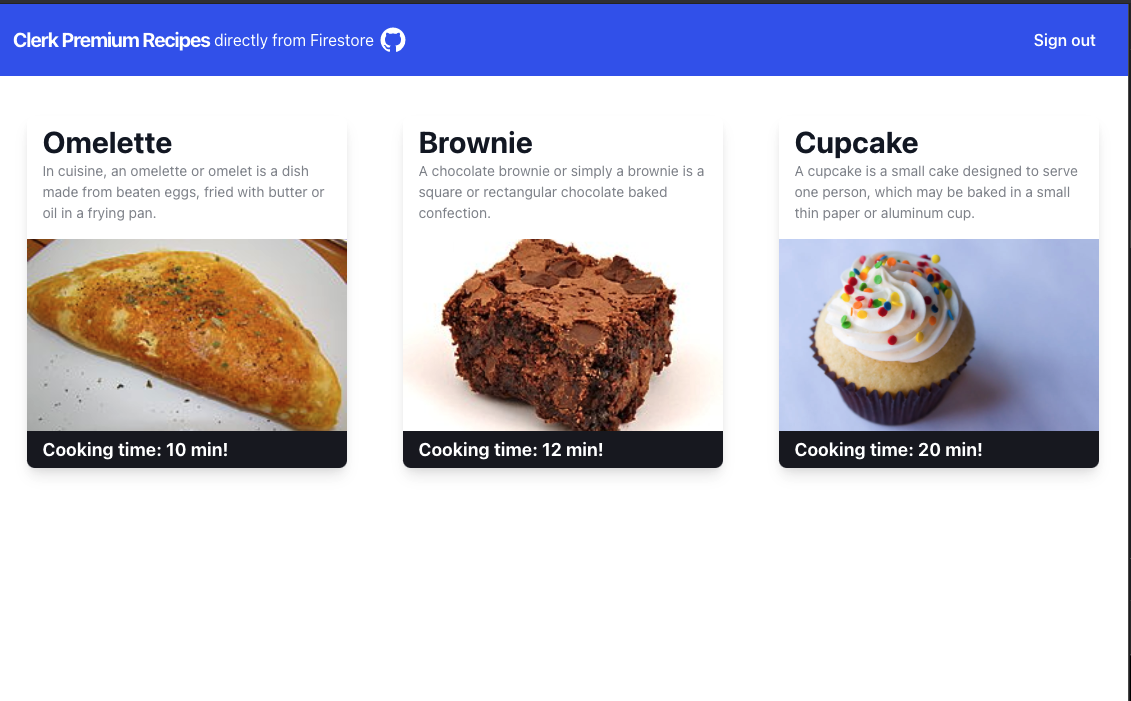 Clerk Premium Recipes directly from Firestore
Sign out
Omelette
In cuisine, an omelette or omelet is a dish
made from beaten eggs, fried with butter or
oil in a frying pan.
Cooking time: 10 min!
Brownie
A chocolate brownie or simply a brownie is a
square or rectangular chocolate baked
confection.
Cooking time: 12 min!
Cupcake
A cupcake is a small cake designed to serve
one person, which may be baked in a small
thin paper or aluminum cup.
Cooking time: 20 min!